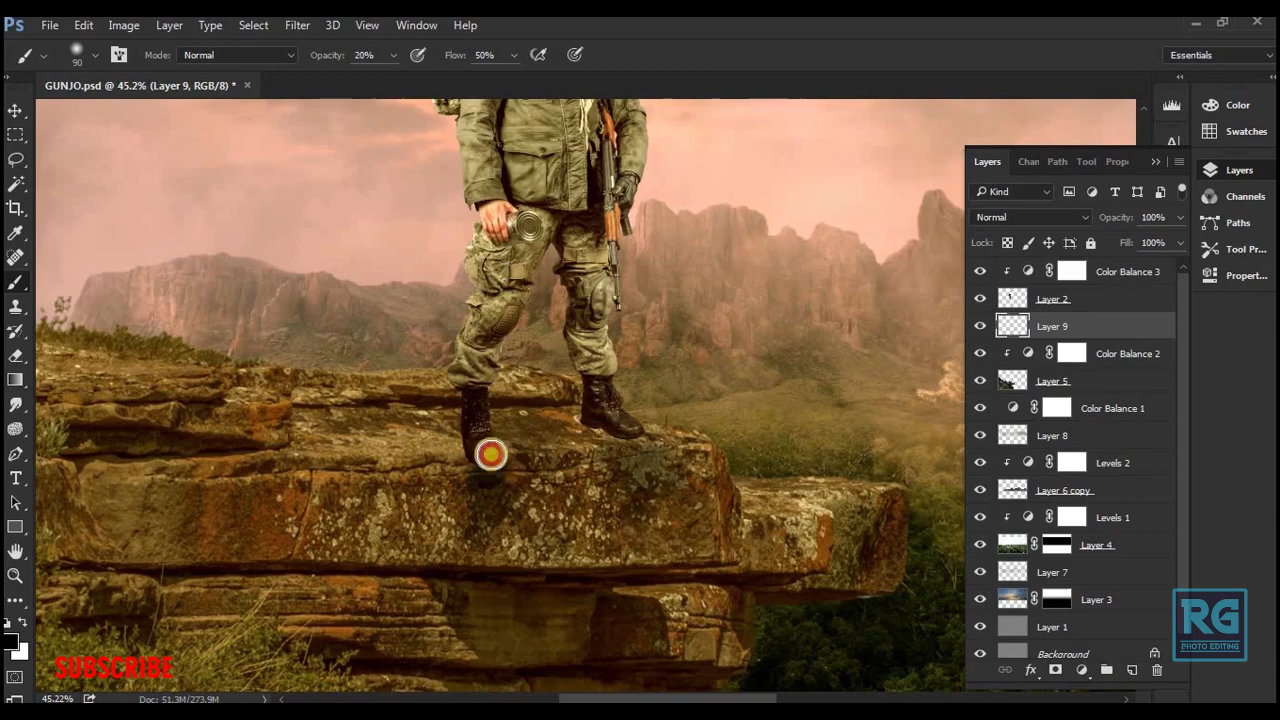 Ps File Edit Image Layer Type Select Filter 3D View Window Help
90 Mode: Normal Opacity: 20% Flow: 50% Essentials
GUNJO.psd @ 45.2% (Layer 9, RGB/8) * ×
Color
Swatches
Layers
Channels
Paths
Tool Pr...
Propert...
Layers Chan Path Tool Prop
Kind
Normal Opacity: 100%
Lock: Fill: 100%
Color Balance 3
Layer 2
Layer 9
Color Balance 2
Layer 5
Color Balance 1
Layer 8
Levels 2
Layer 6 copy
Levels 1
Layer 4
Layer 7
Layer 3
Layer 1
Background
fx
RG
PHOTO EDITING
SUBSCRIBE
45.22% Doc: 51.3M/273.9M